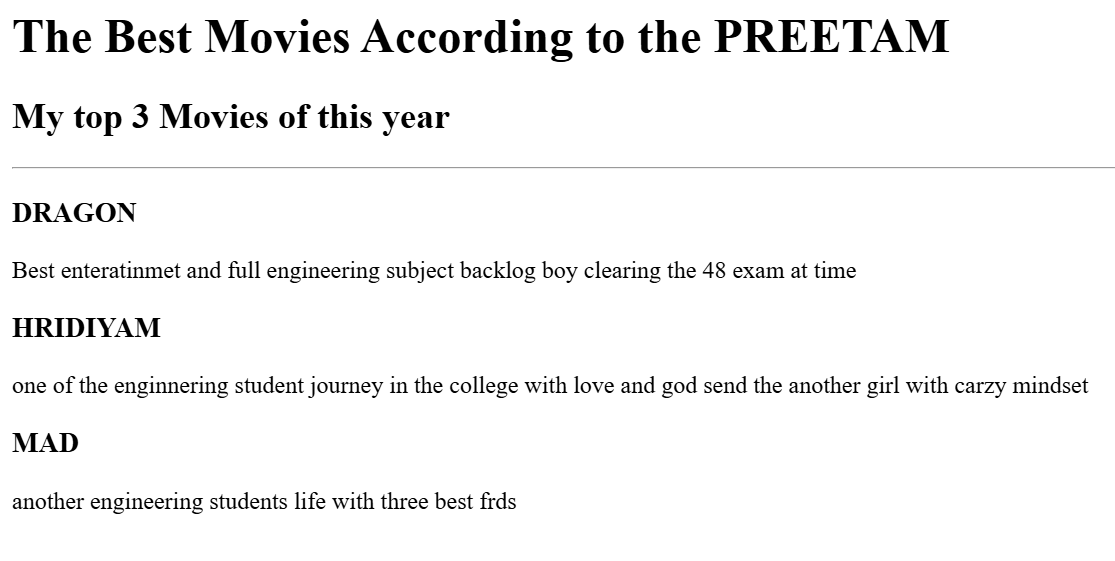 The Best Movies According to the PREETAM
My top 3 Movies of this year
DRAGON
Best enteratinmet and full engineering subject backlog boy clearing the 48 exam at time
HRIDIYAM
one of the enginnering student journey in the college with love and god send the another girl with carzy mindset
MAD
another engineering students life with three best frds